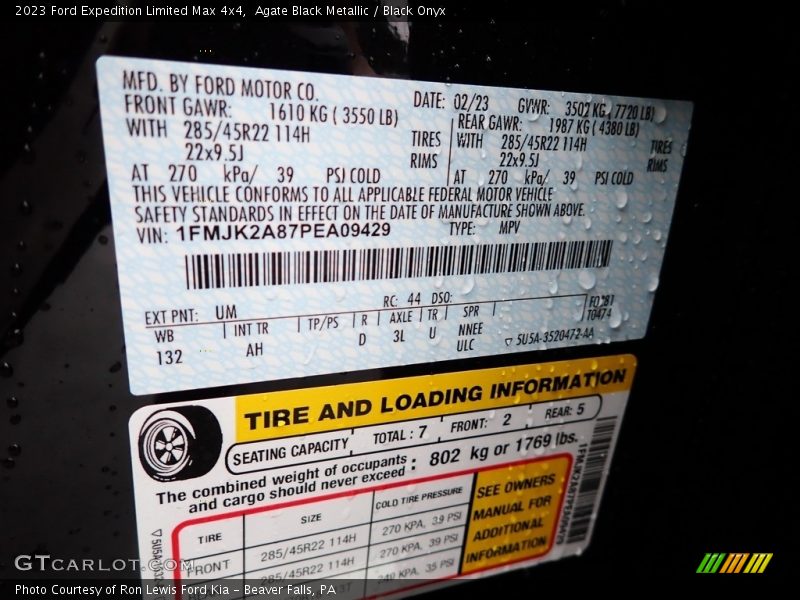 2023 Ford Expedition Limited Max 4x4, Agate Black Metallic / Black Onyx
MFD. BY FORD MOTOR CO.
DATE: 02/23 GVWR: 3502 KG ( 7720 LB)
FRONT GAWR: 1610 KG ( 3550 LB)
REAR GAWR: 1987 KG ( 4380 LB)
WITH 285/45R22 114H TIRES
WITH 285/45R22 114H TIRES
22x9.5J RIMS
22x9.5J RIMS
AT 270 kPa/ 39 PSI COLD
AT 270 kPa/ 39 PSI COLD
THIS VEHICLE CONFORMS TO ALL APPLICABLE FEDERAL MOTOR VEHICLE
SAFETY STANDARDS IN EFFECT ON THE DATE OF MANUFACTURE SHOWN ABOVE.
VIN: 1FMJK2A87PEA09429 TYPE: MPV
EXT PNT: UM RC: 44 DSO:
WB INT TR TP/PS R AXLE TR SPR
132 AH D 3L U NNEE
ULC
T0474
▽ 5U5A-3520472-AA
TIRE AND LOADING INFORMATION
SEATING CAPACITY TOTAL : 7 FRONT: 2 REAR: 5
The combined weight of occupants
and cargo should never exceed : 802 kg or 1769 lbs.
TIRE SIZE COLD TIRE PRESSURE
FRONT 285/45R22 114H 270 KPA, 39 PSI
285/45R22 114H 270 KPA, 39 PSI
340 KPA, 35 PSI
SEE OWNERS
MANUAL FOR
ADDITIONAL
INFORMATION
GTCARLOT.COM
Photo Courtesy of Ron Lewis Ford Kia - Beaver Falls, PA